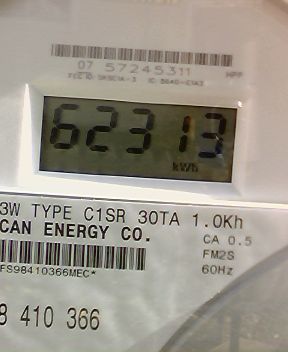 07 57245311
62313
kWh
3W TYPE C1SR 30TA 1.0Kh
CAN ENERGY CO.
CA 0.5
FM2S
60Hz
FS98410366MEC*
8 410 366